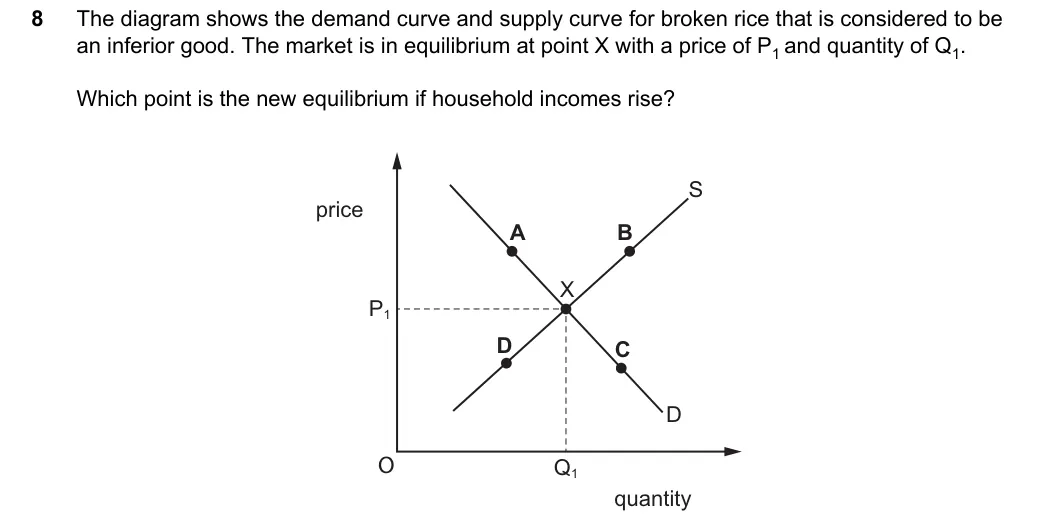 8 The diagram shows the demand curve and supply curve for broken rice that is considered to be
an inferior good. The market is in equilibrium at point X with a price of P₁ and quantity of Q₁.
Which point is the new equilibrium if household incomes rise?
S
price
A
B
X
P₁
D
C
D
O
Q₁
quantity